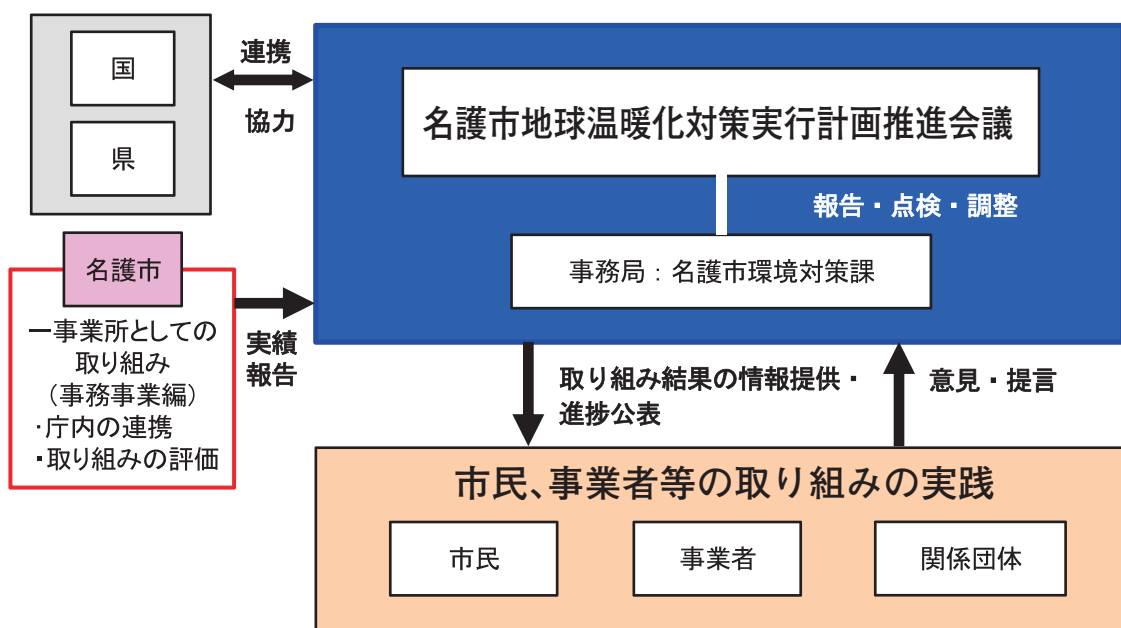 国
県
連携
協力
名護市地球温暖化対策実行計画推進会議
報告・点検・調整
事務局：名護市環境対策課
名護市
一事業所としての
取り組み
（事務事業編）
・庁内の連携
・取り組みの評価
実績
報告
取り組み結果の情報提供・
進捗公表
意見・提言
市民、事業者等の取り組みの実践
市民
事業者
関係団体